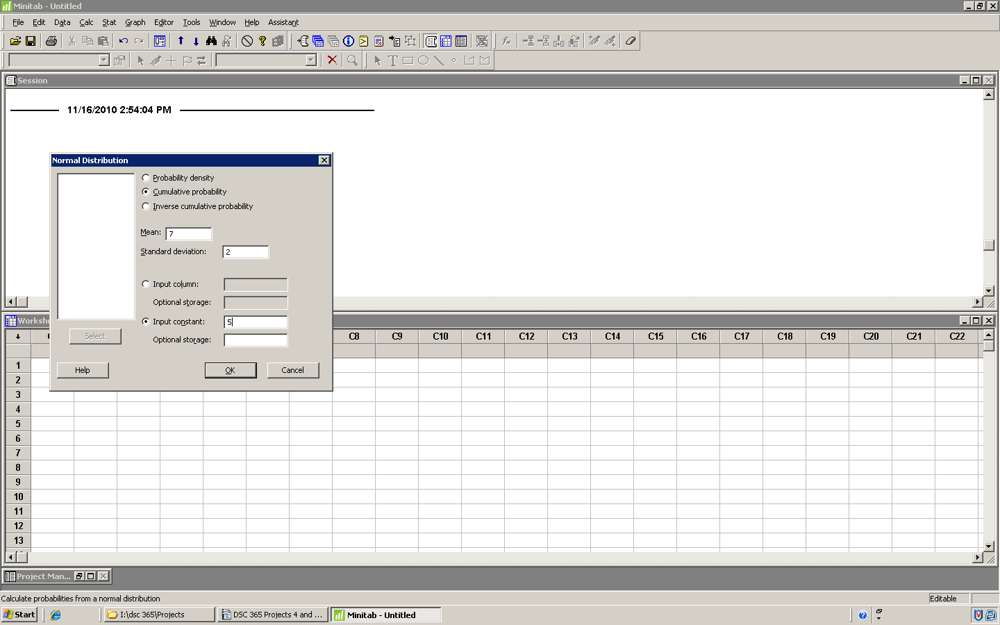 Minitab - Untitled
File Edit Data Calc Stat Graph Editor Tools Window Help Assistant
Session
11/16/2010 2:54:04 PM
Normal Distribution
Probability density
Cumulative probability
Inverse cumulative probability
Mean: 7
Standard deviation: 2
Input column:
Optional storage:
Input constant: 5
Optional storage:
Select
Help OK Cancel
C8 C9 C10 C11 C12 C13 C14 C15 C16 C17 C18 C19 C20 C21 C22
1
2
3
4
5
6
7
8
9
10
11
12
13
Project Man...
Calculate probabilities from a normal distribution
Editable
Start
I:\dsc 365\Projects
DSC 365 Projects 4 and ...
Minitab - Untitled